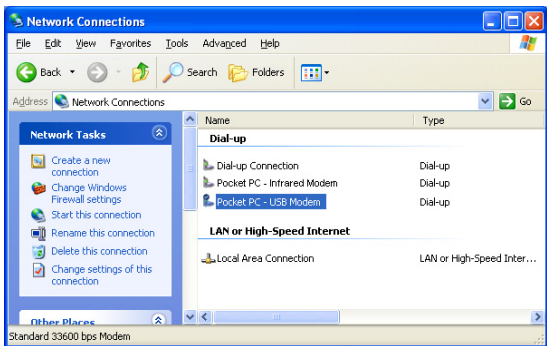 Network Connections
File Edit View Favorites Tools Advanced Help
Back Search Folders
Address Network Connections Go
Network Tasks
Create a new connection
Change Windows Firewall settings
Start this connection
Rename this connection
Delete this connection
Change settings of this connection
Other Places
Name Type
Dial-up
Dial-up Connection Dial-up
Pocket PC - Infrared Modem Dial-up
Pocket PC - USB Modem Dial-up
LAN or High-Speed Internet
Local Area Connection LAN or High-Speed Inter...
Standard 33600 bps Modem